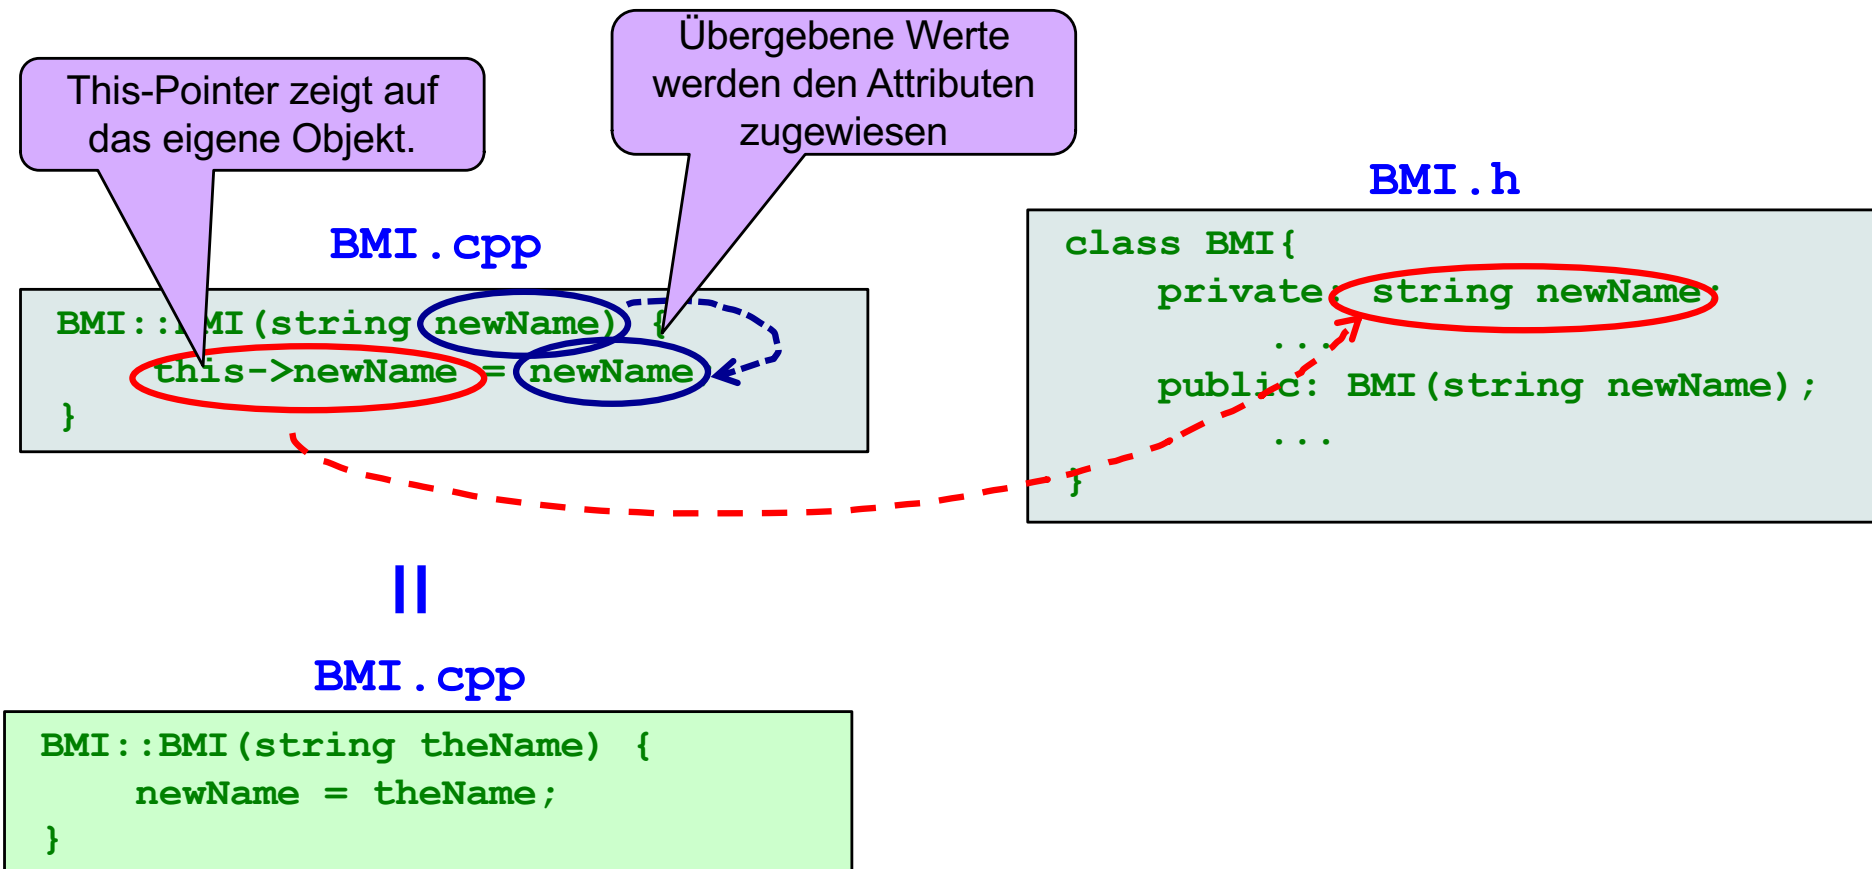 This-Pointer zeigt auf
das eigene Objekt.
Übergebene Werte
werden den Attributen
zugewiesen
BMI.cpp
BMI::BMI(string newName) {
this->newName = newName
}
BMI.h
class BMI{
private: string newName;
...
public: BMI(string newName);
...
}
||
BMI.cpp
BMI::BMI(string theName) {
newName = theName;
}